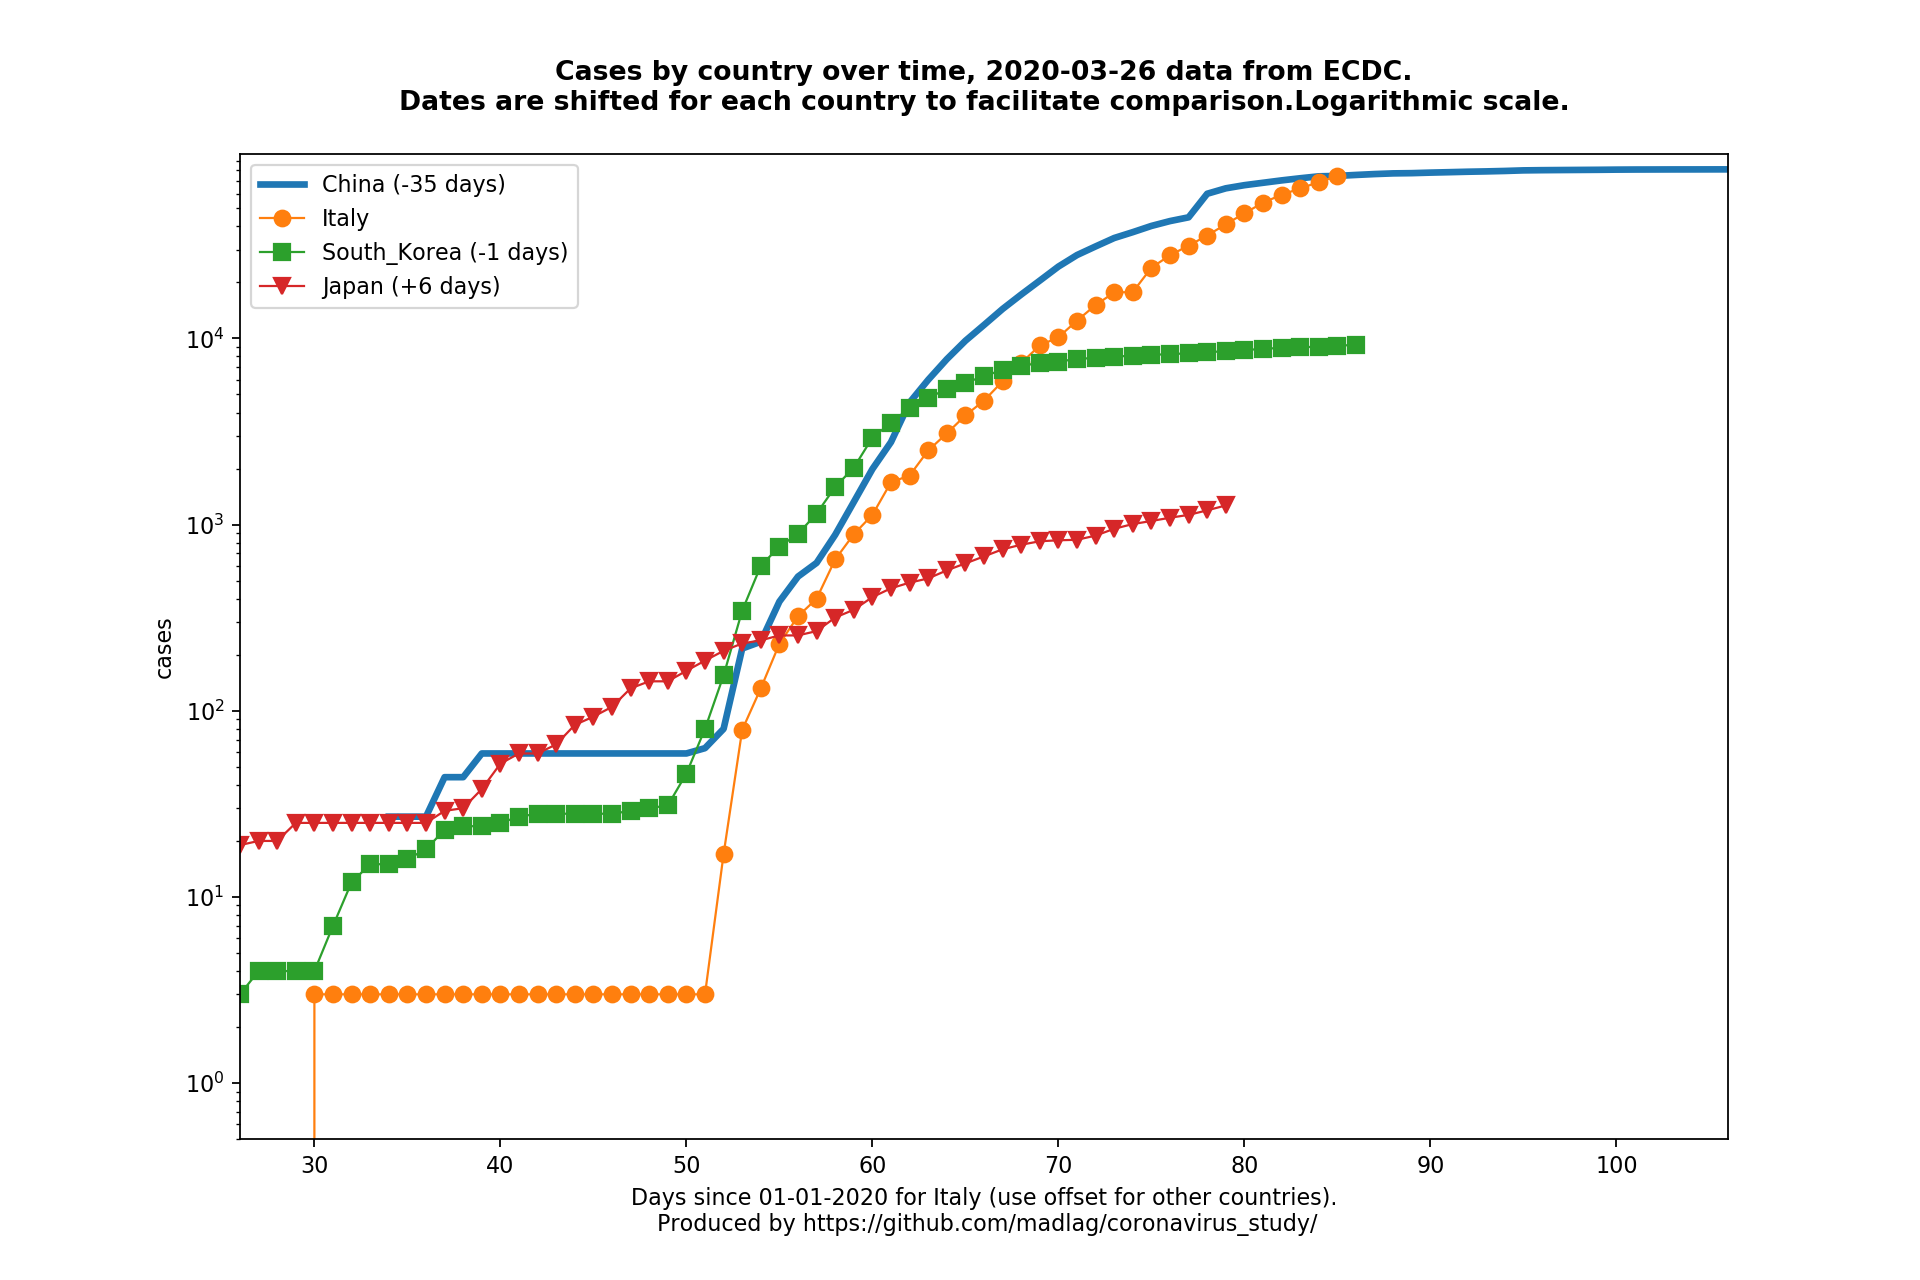 Cases by country over time, 2020-03-26 data from ECDC.
Dates are shifted for each country to facilitate comparison.Logarithmic scale.
China (-35 days)
Italy
South_Korea (-1 days)
Japan (+6 days)
10⁴
10³
10²
10¹
10⁰
cases
30 40 50 60 70 80 90 100
Days since 01-01-2020 for Italy (use offset for other countries).
Produced by https://github.com/madlag/coronavirus_study/